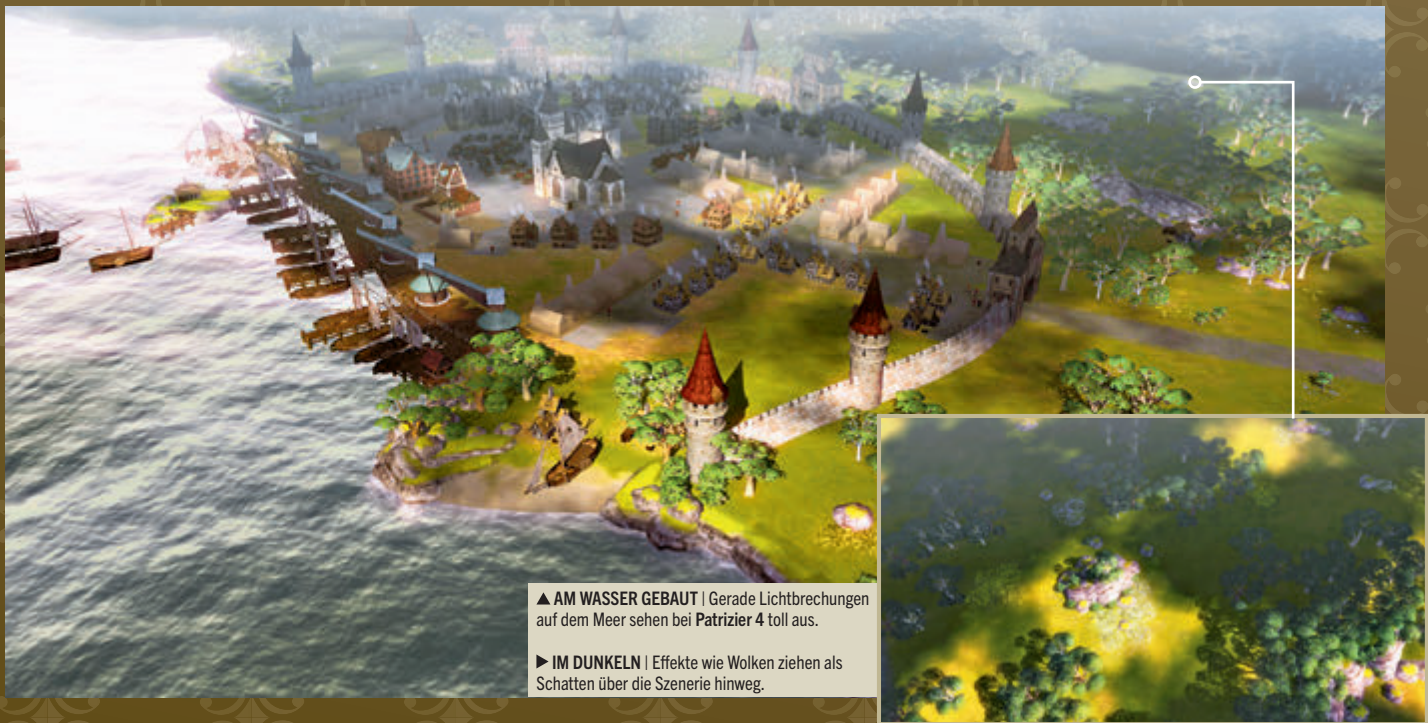 ▲ AM WASSER GEBAUT | Gerade Lichtbrechungen
auf dem Meer sehen bei Patrizier 4 toll aus.
▶ IM DUNKELN | Effekte wie Wolken ziehen als
Schatten über die Szenerie hinweg.